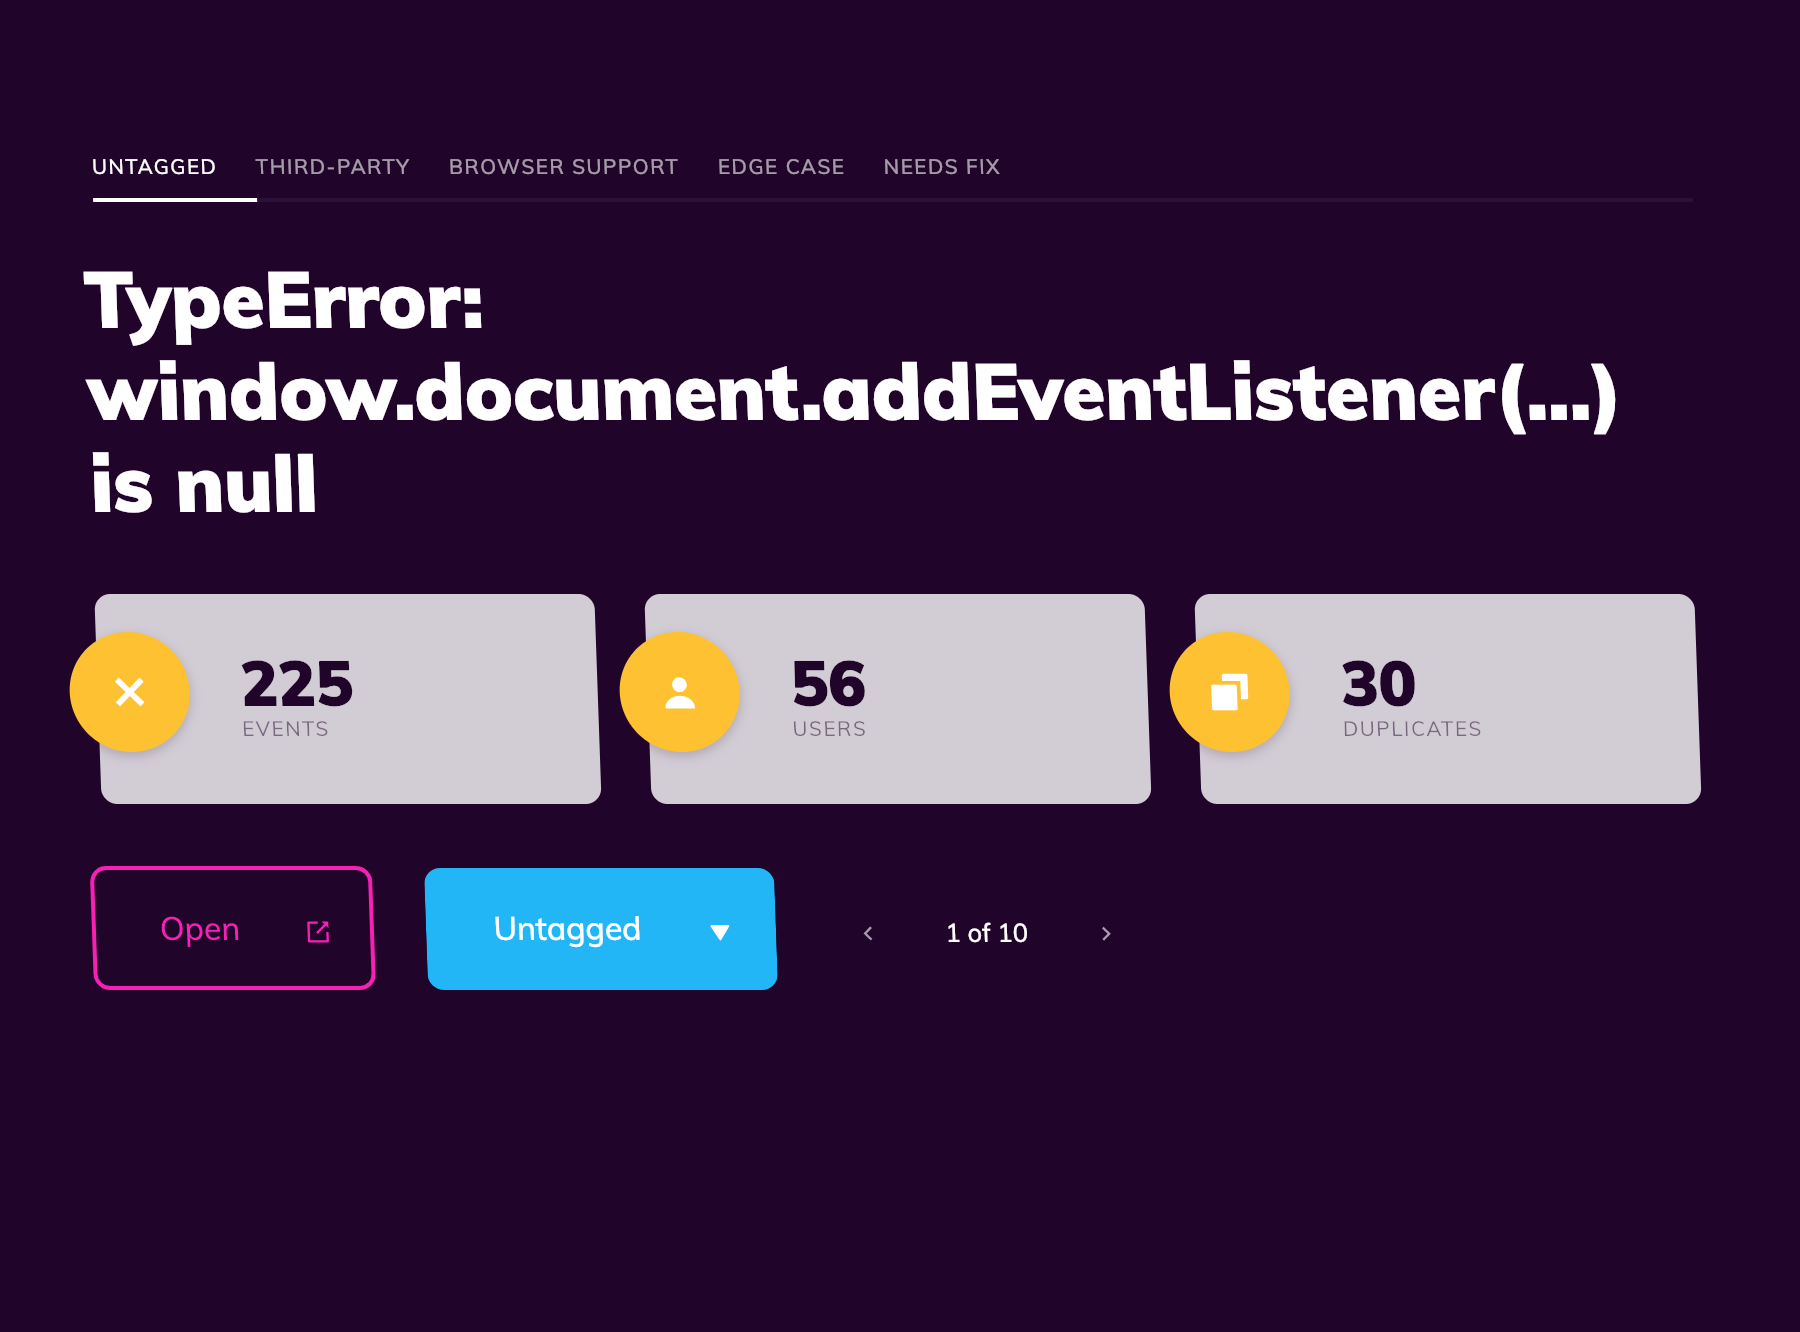 UNTAGGED THIRD-PARTY BROWSER SUPPORT EDGE CASE NEEDS FIX
TypeError:
window.document.addEventListener(...)
is null
225
EVENTS
56
USERS
30
DUPLICATES
Open
Untagged
1 of 10